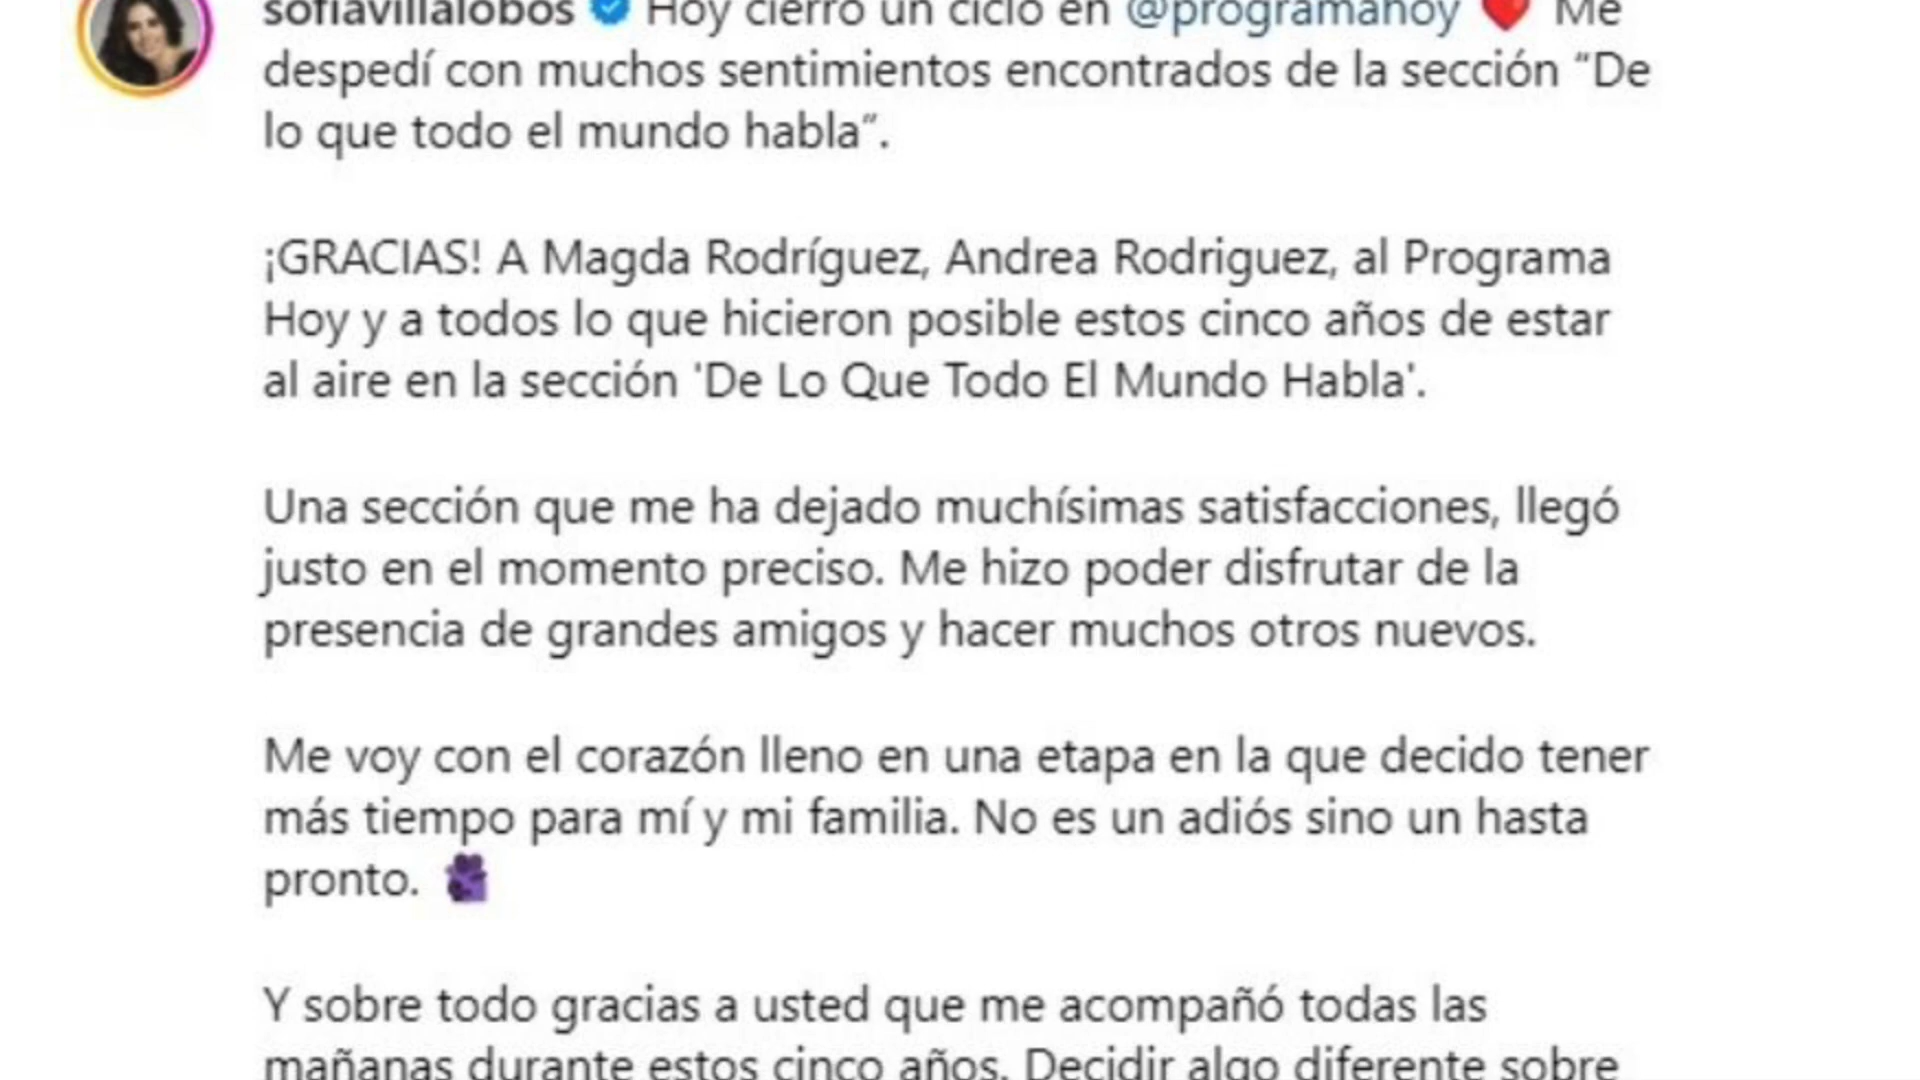 sofiavillalobos Hoy cierro un ciclo en @programahoy ❤️ Me
despedí con muchos sentimientos encontrados de la sección “De
lo que todo el mundo habla”.
¡GRACIAS! A Magda Rodríguez, Andrea Rodriguez, al Programa
Hoy y a todos lo que hicieron posible estos cinco años de estar
al aire en la sección 'De Lo Que Todo El Mundo Habla'.
Una sección que me ha dejado muchísimas satisfacciones, llegó
justo en el momento preciso. Me hizo poder disfrutar de la
presencia de grandes amigos y hacer muchos otros nuevos.
Me voy con el corazón lleno en una etapa en la que decido tener
más tiempo para mí y mi familia. No es un adiós sino un hasta
pronto.
Y sobre todo gracias a usted que me acompañó todas las
mañanas durante estos cinco años. Decidir algo diferente sobre